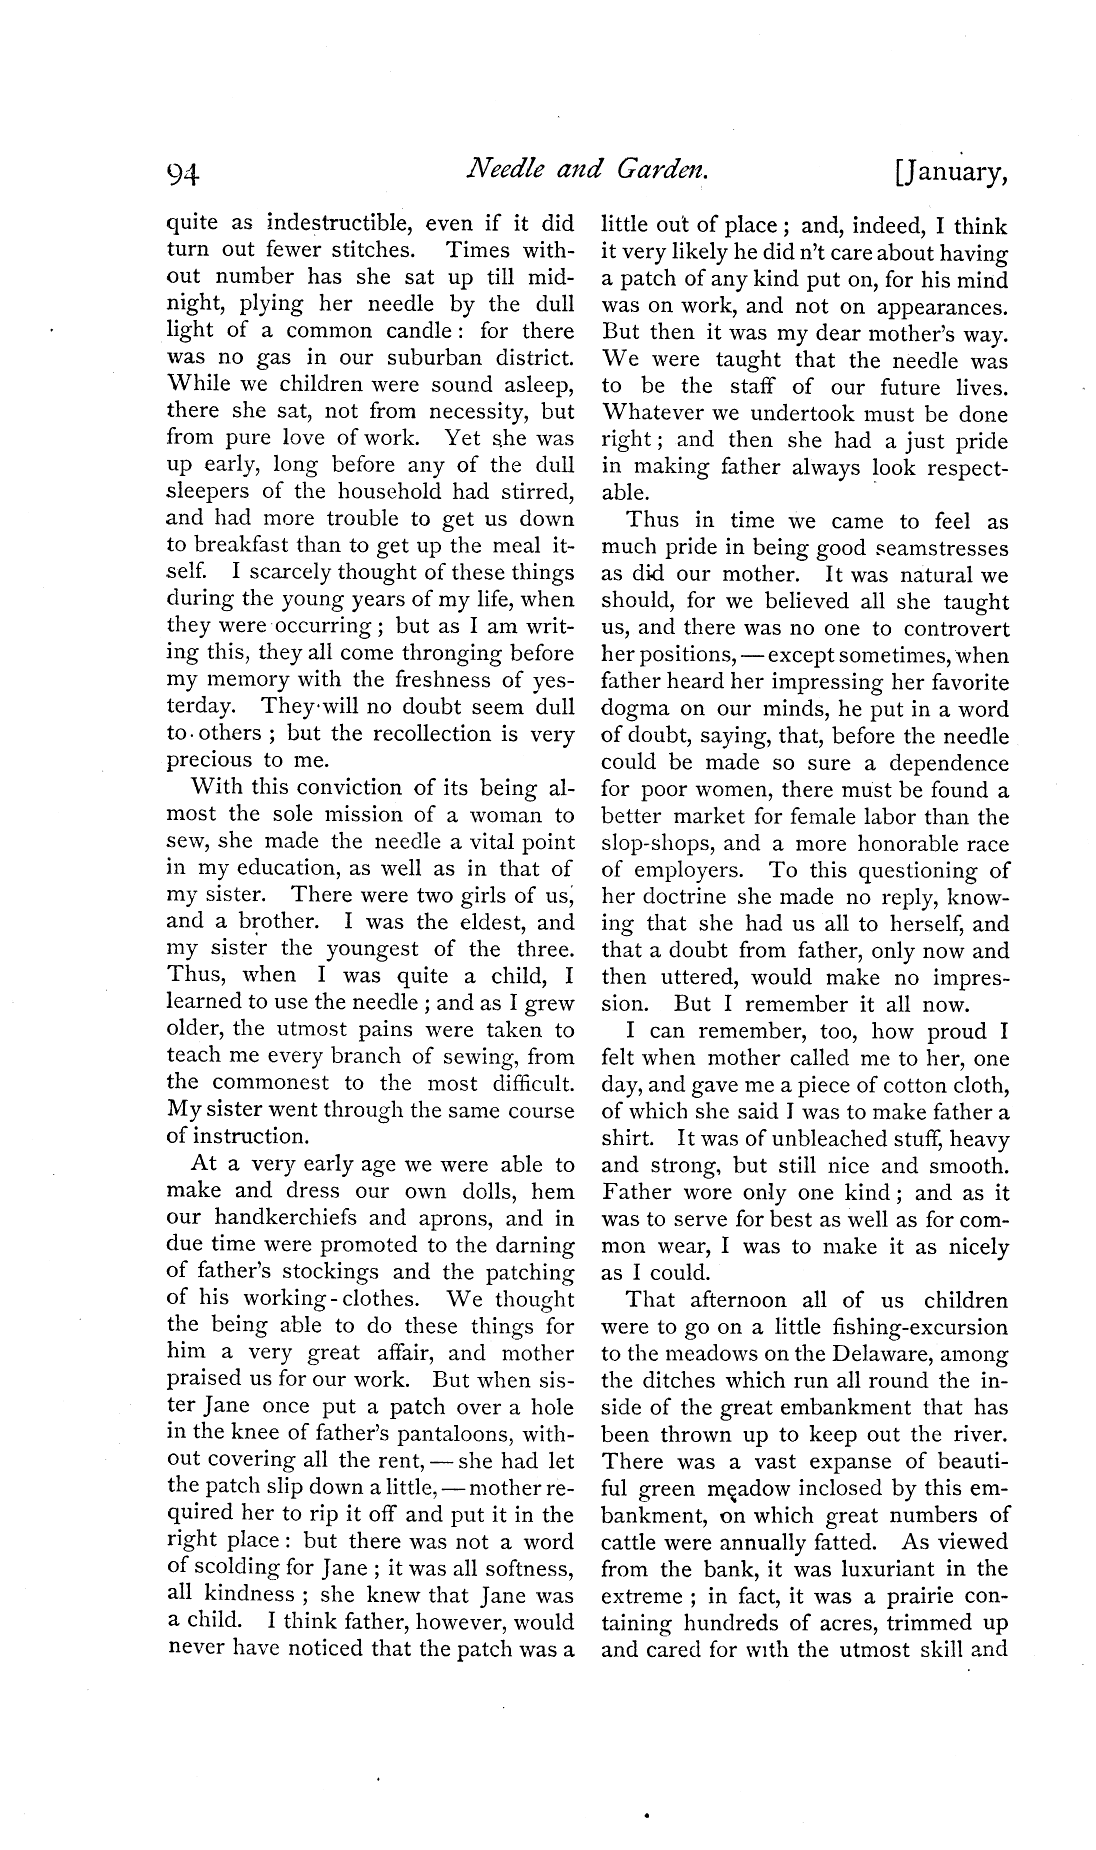 94 Needle and Garden. [January,
quite as indestructible, even if it did
turn out fewer stitches. Times with-
out number has she sat up till mid-
night, plying her needle by the dull
light of a common candle: for there
was no gas in our suburban district.
While we children were sound asleep,
there she sat, not from necessity, but
from pure love of work. Yet she was
up early, long before any of the dull
sleepers of the household had stirred,
and had more trouble to get us down
to breakfast than to get up the meal it-
self. I scarcely thought of these things
during the young years of my life, when
they were occurring; but as I am writ-
ing this, they all come thronging before
my memory with the freshness of yes-
terday. They will no doubt seem dull
to others; but the recollection is very
precious to me.
With this conviction of its being al-
most the sole mission of a woman to
sew, she made the needle a vital point
in my education, as well as in that of
my sister. There were two girls of us,
and a brother. I was the eldest, and
my sister the youngest of the three.
Thus, when I was quite a child, I
learned to use the needle; and as I grew
older, the utmost pains were taken to
teach me every branch of sewing, from
the commonest to the most difficult.
My sister went through the same course
of instruction.
At a very early age we were able to
make and dress our own dolls, hem
our handkerchiefs and aprons, and in
due time were promoted to the darning
of father's stockings and the patching
of his working-clothes. We thought
the being able to do these things for
him a very great affair, and mother
praised us for our work. But when sis-
ter Jane once put a patch over a hole
in the knee of father's pantaloons, with-
out covering all the rent,—she had let
the patch slip down a little,—mother re-
quired her to rip it off and put it in the
right place: but there was not a word
of scolding for Jane; it was all softness,
all kindness; she knew that Jane was
a child. I think father, however, would
never have noticed that the patch was a
little out of place; and, indeed, I think
it very likely he did n't care about having
a patch of any kind put on, for his mind
was on work, and not on appearances.
But then it was my dear mother's way.
We were taught that the needle was
to be the staff of our future lives.
Whatever we undertook must be done
right; and then she had a just pride
in making father always look respect-
able.
Thus in time we came to feel as
much pride in being good seamstresses
as did our mother. It was natural we
should, for we believed all she taught
us, and there was no one to controvert
her positions,—except sometimes, when
father heard her impressing her favorite
dogma on our minds, he put in a word
of doubt, saying, that, before the needle
could be made so sure a dependence
for poor women, there must be found a
better market for female labor than the
slop-shops, and a more honorable race
of employers. To this questioning of
her doctrine she made no reply, know-
ing that she had us all to herself, and
that a doubt from father, only now and
then uttered, would make no impres-
sion. But I remember it all now.
I can remember, too, how proud I
felt when mother called me to her, one
day, and gave me a piece of cotton cloth,
of which she said I was to make father a
shirt. It was of unbleached stuff, heavy
and strong, but still nice and smooth.
Father wore only one kind; and as it
was to serve for best as well as for com-
mon wear, I was to make it as nicely
as I could.
That afternoon all of us children
were to go on a little fishing-excursion
to the meadows on the Delaware, among
the ditches which run all round the in-
side of the great embankment that has
been thrown up to keep out the river.
There was a vast expanse of beauti-
ful green meadow inclosed by this em-
bankment, on which great numbers of
cattle were annually fatted. As viewed
from the bank, it was luxuriant in the
extreme; in fact, it was a prairie con-
taining hundreds of acres, trimmed up
and cared for with the utmost skill and